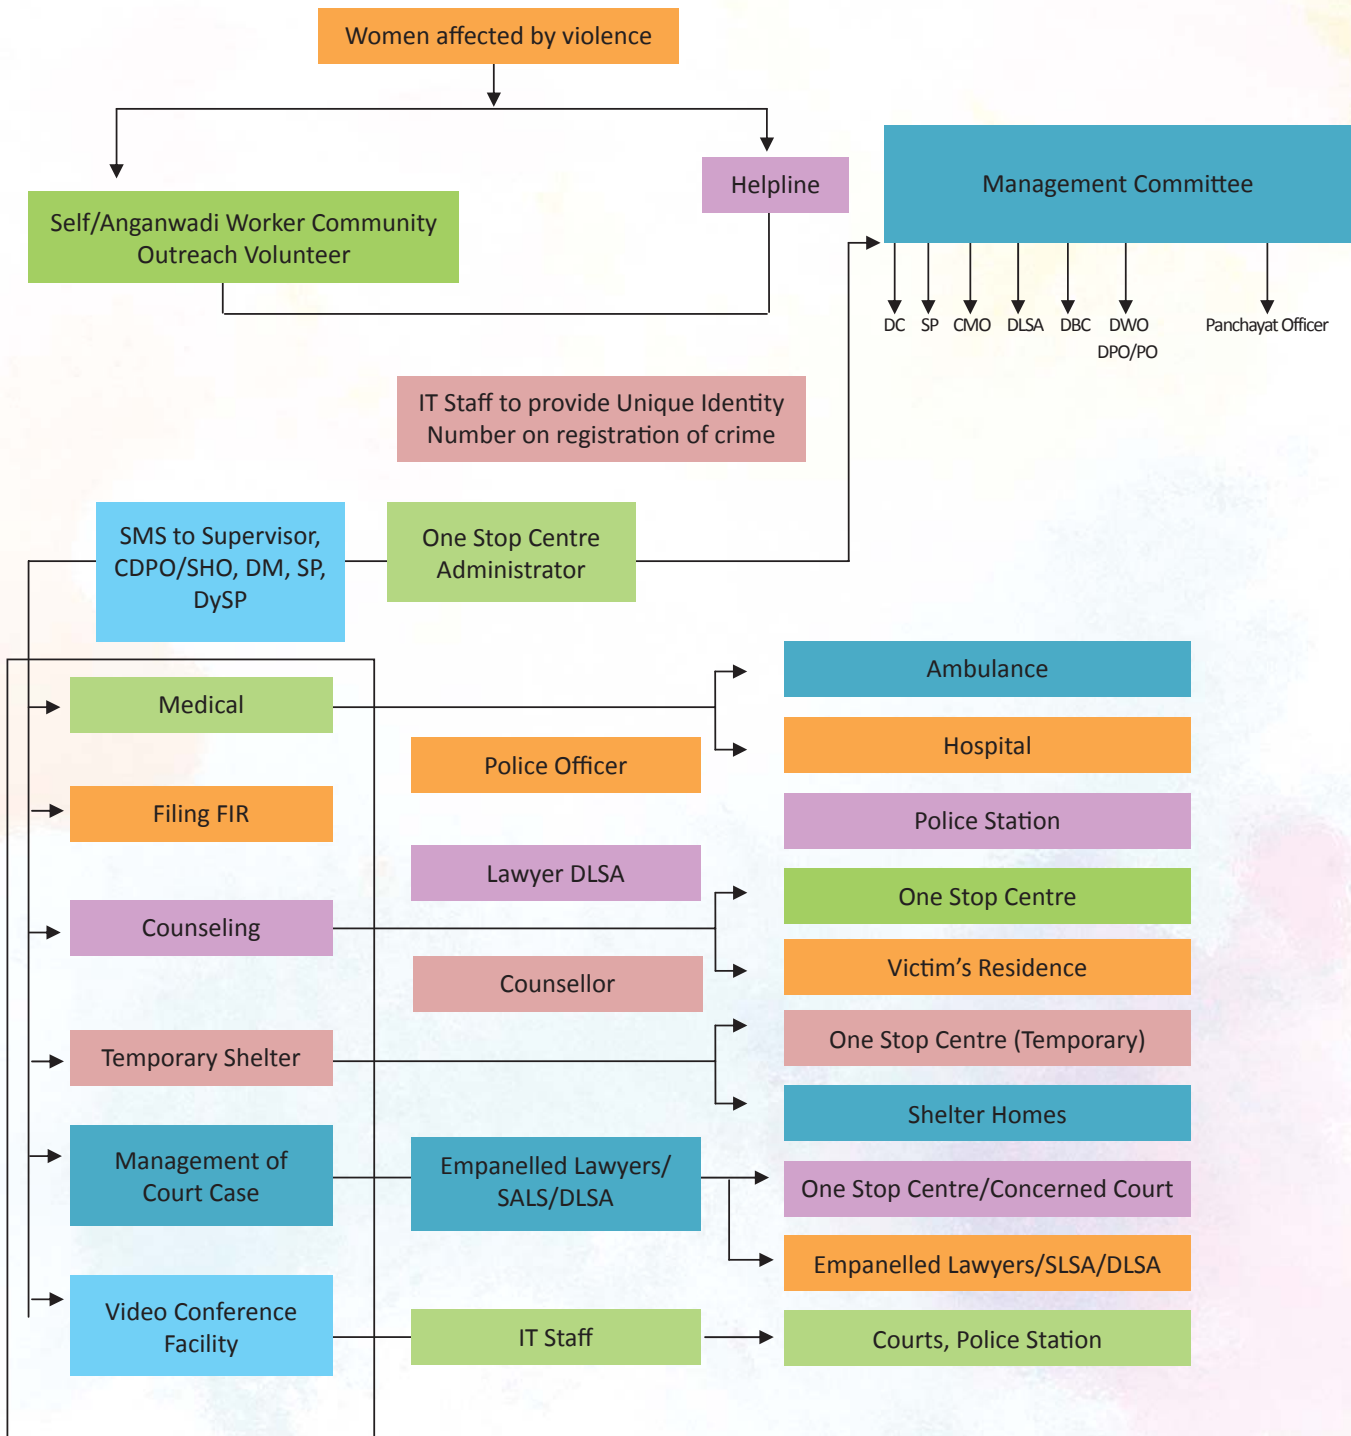 Women affected by violence
Self/Anganwadi Worker Community
Outreach Volunteer
Helpline
Management Committee
DC
SP
CMO
DLSA
DBC
DWO
DPO/PO
Panchayat Officer
IT Staff to provide Unique Identity
Number on registration of crime
SMS to Supervisor,
CDPO/SHO, DM, SP,
DySP
One Stop Centre
Administrator
Medical
Ambulance
Hospital
Police Officer
Filing FIR
Police Station
Lawyer DLSA
Counseling
One Stop Centre
Victim's Residence
Counsellor
Temporary Shelter
One Stop Centre (Temporary)
Shelter Homes
Management of
Court Case
Empanelled Lawyers/
SALS/DLSA
One Stop Centre/Concerned Court
Empanelled Lawyers/SLSA/DLSA
Video Conference
Facility
IT Staff
Courts, Police Station